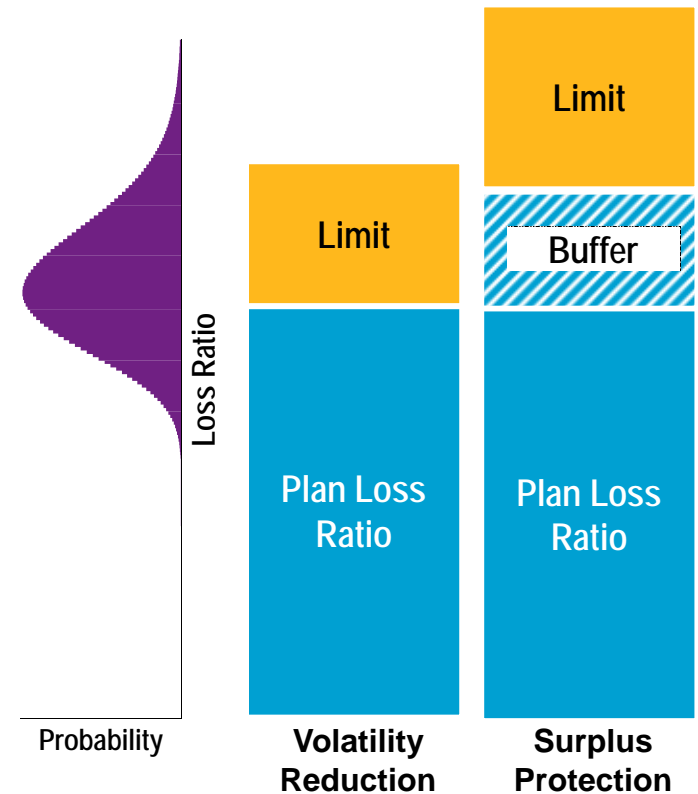 Limit
Limit
Buffer
Loss Ratio
Plan Loss
Ratio
Plan Loss
Ratio
Probability
Volatility
Reduction
Surplus
Protection